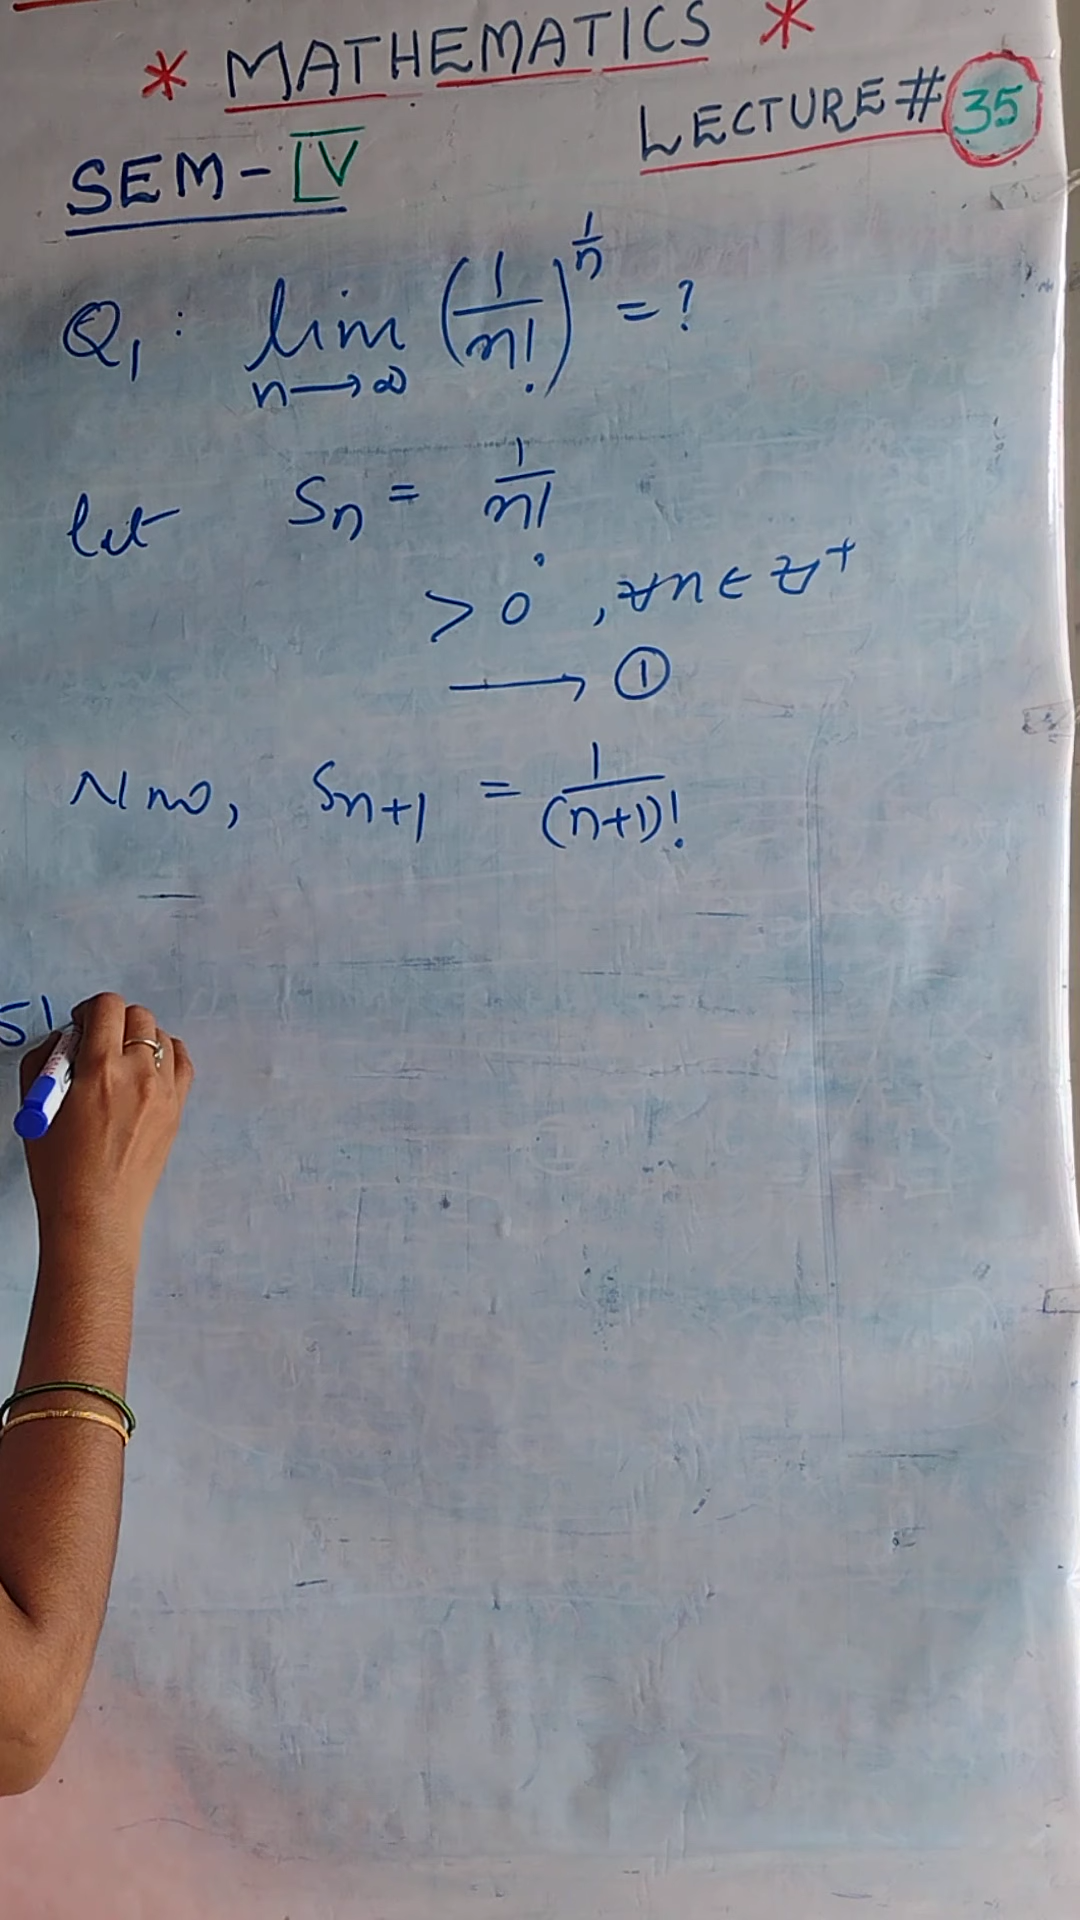 * MATHEMATICS *
LECTURE # 35
SEM - IV
Q₁ : lim n→∞ (1/n!)^(1/n) = ?
let Sn = 1/n!
> 0 , ∀n ∈ Z⁺
→ ①
Now, Sn+1 = 1/(n+1)!